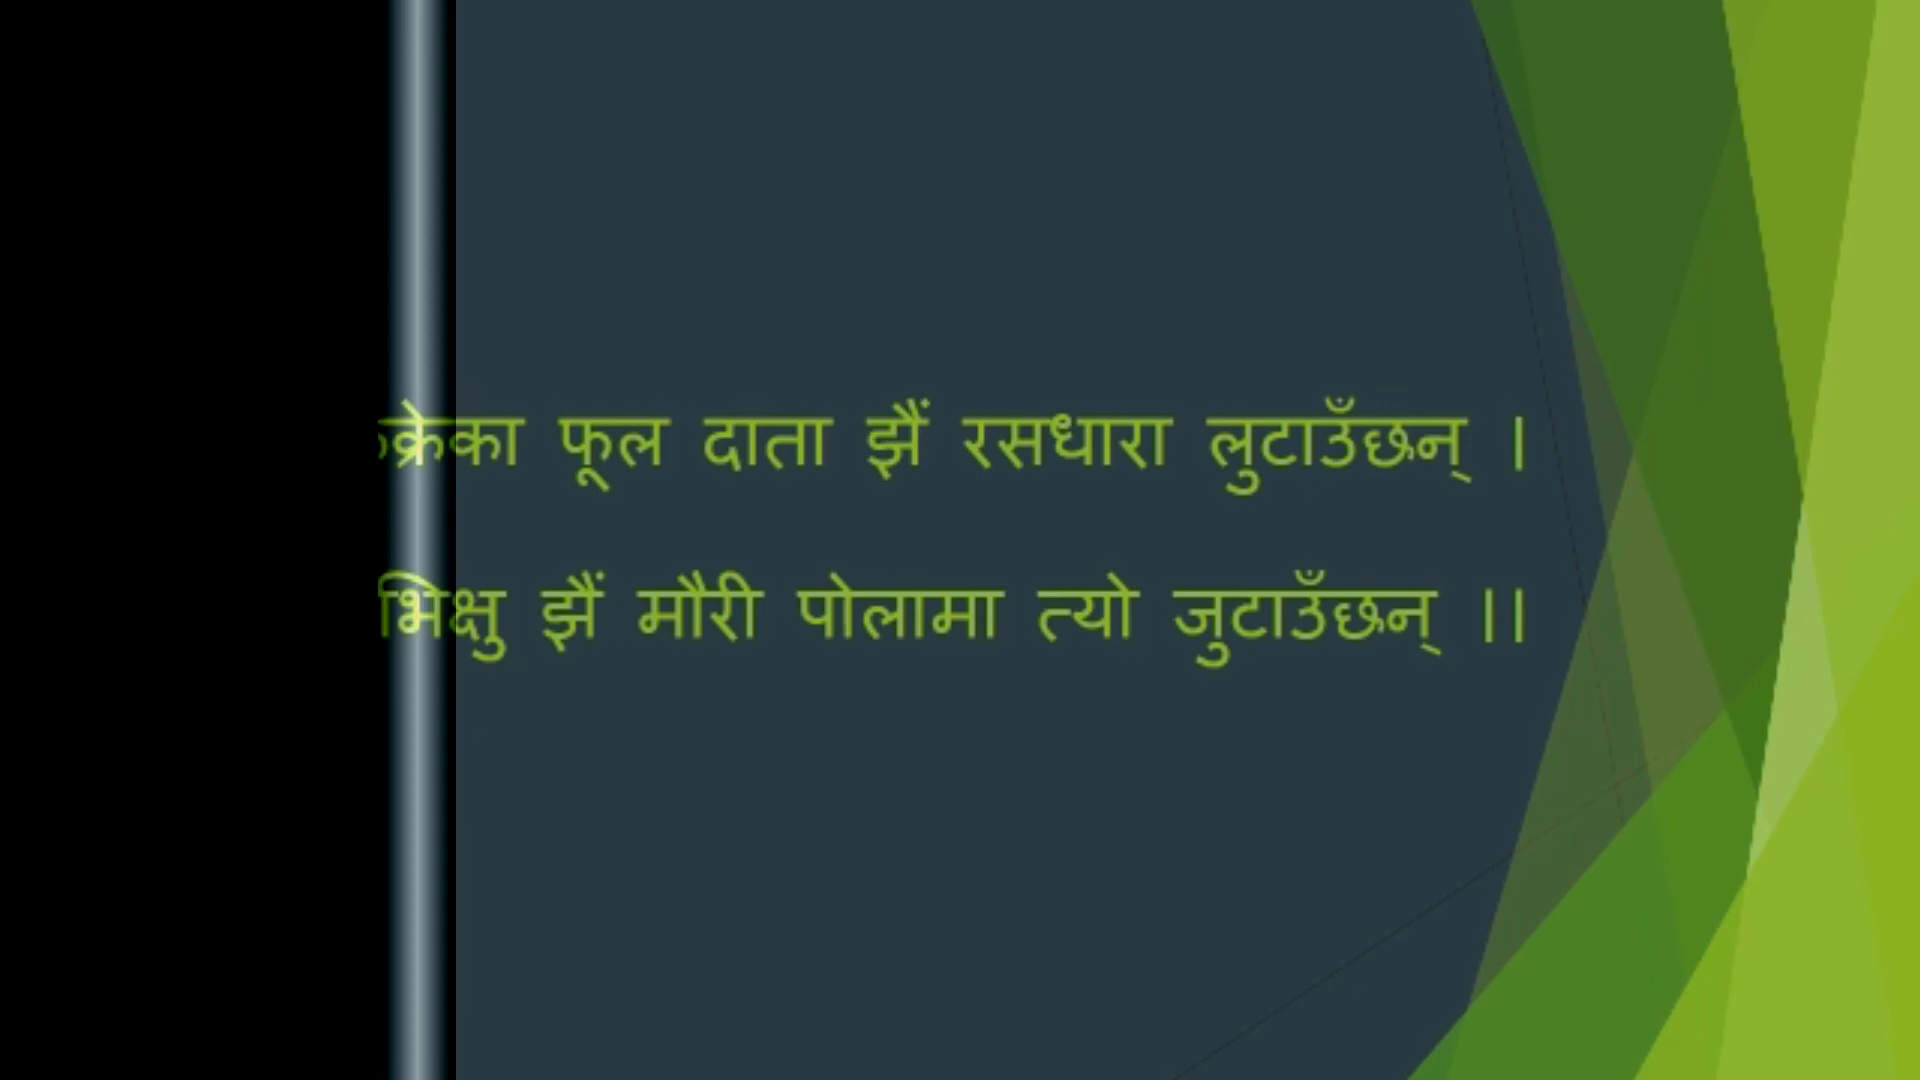 फूल दाता झैं रसधारा लुटाउँछन् ।
भिक्षु झैं मौरी पोलामा त्यो जुटाउँछन् ।।